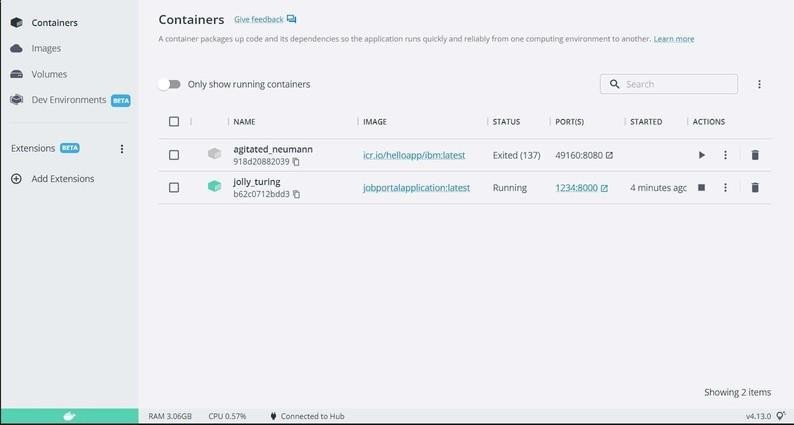 Containers
Images
Volumes
Dev Environments BETA
Extensions BETA
Add Extensions
Containers Give feedback
A container packages up code and its dependencies so the application runs quickly and reliably from one computing environment to another. Learn more
Only show running containers
Search
NAME IMAGE STATUS PORT(S) STARTED ACTIONS
agitated_neumann
918d20882039
icr.io/helloapp/ibm:latest Exited (137) 49160:8080
jolly_turing
b62c0712bdd3
jobportalapplication:latest Running 1234:8000 4 minutes agc
Showing 2 items
RAM 3.06GB CPU 0.57% Connected to Hub v4.13.0